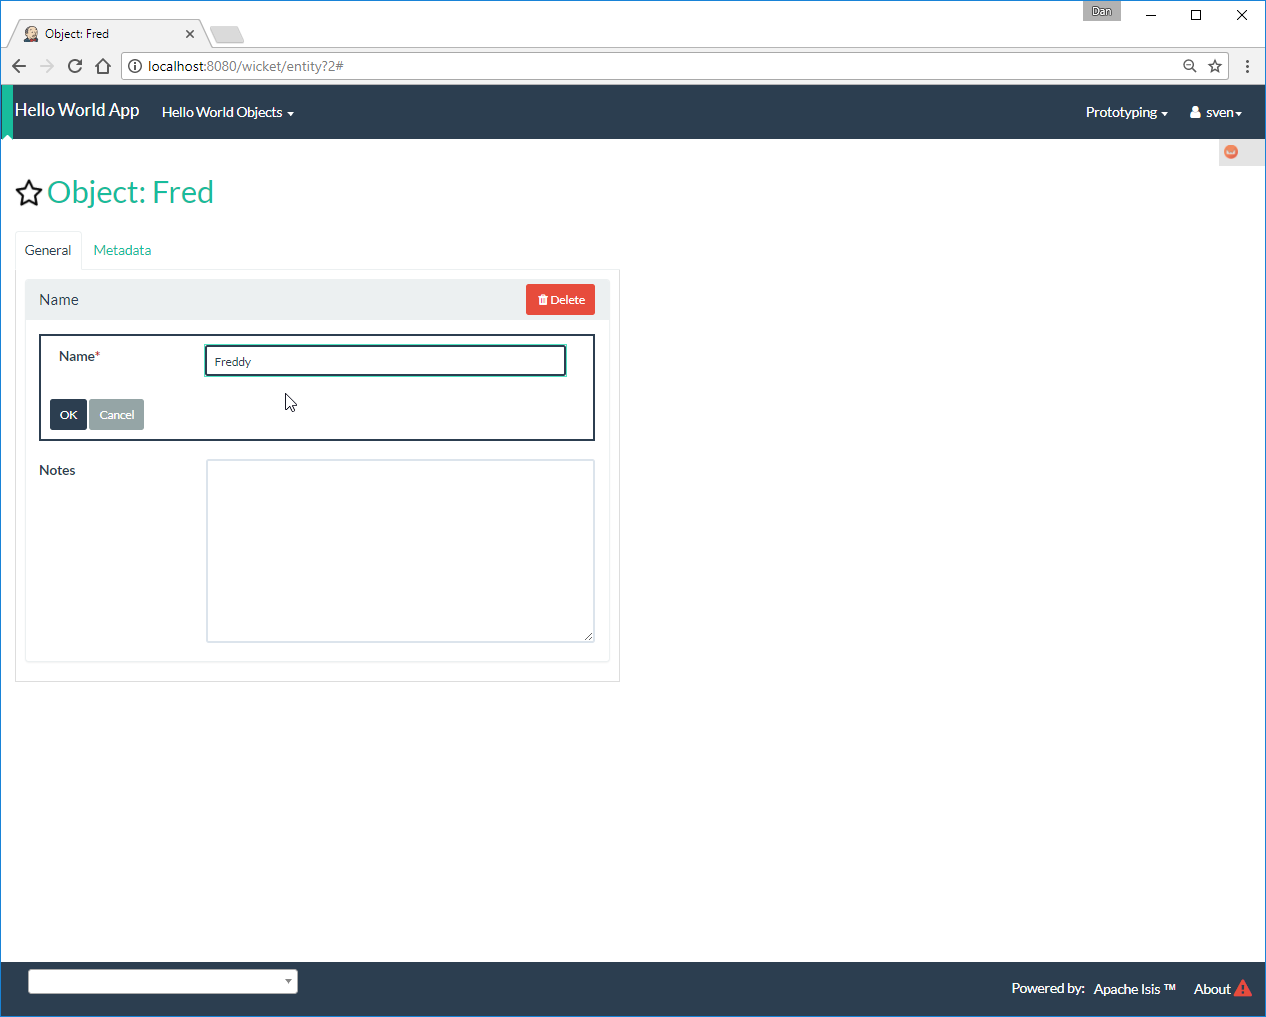 Dan
Object: Fred
localhost:8080/wicket/entity?2#
Hello World App Hello World Objects Prototyping sven
Object: Fred
General Metadata
Name Delete
Name* Freddy
OK Cancel
Notes
Powered by: Apache Isis ™ About